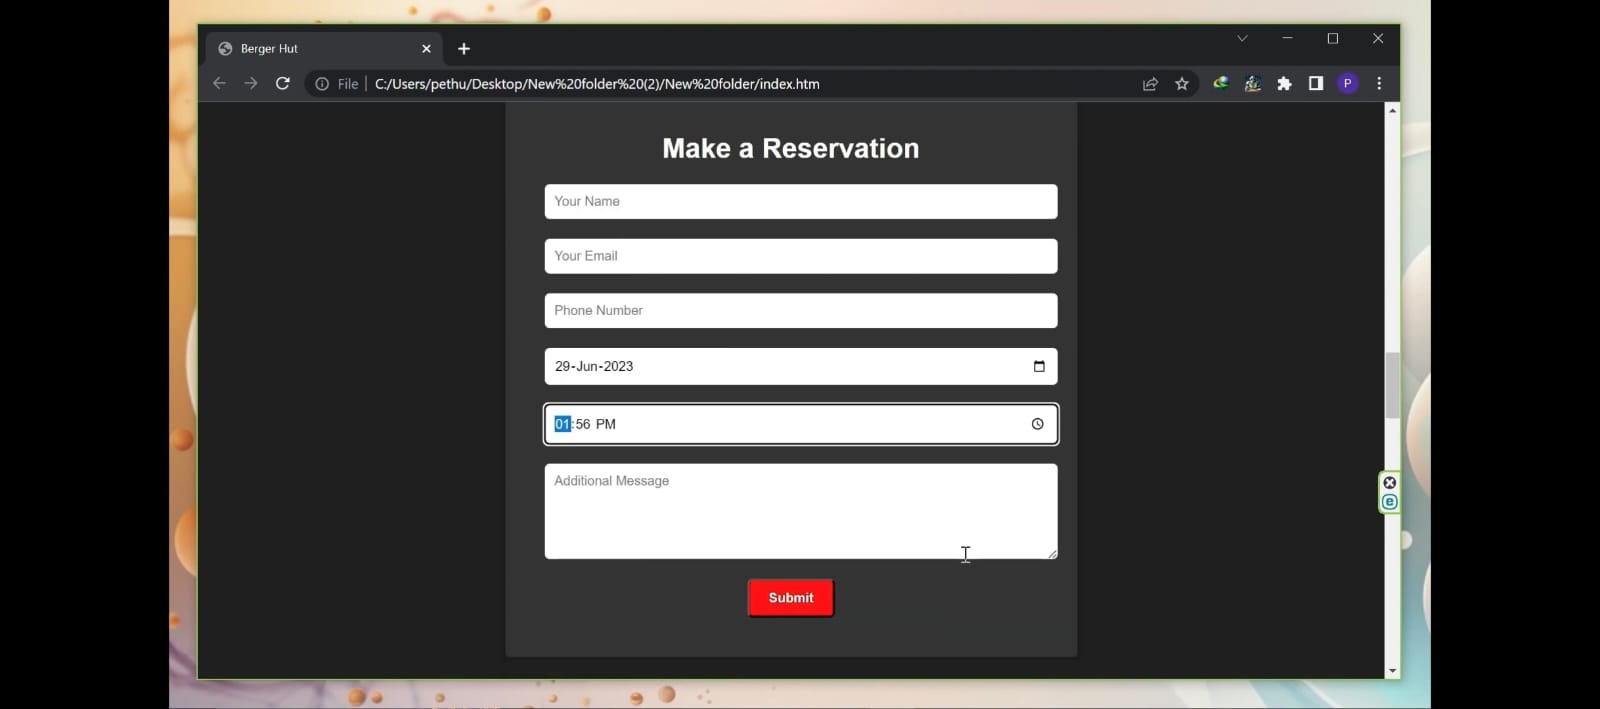 Berger Hut
File C:/Users/pethu/Desktop/New%20folder%20(2)/New%20folder/index.htm
P
Make a Reservation
Your Name
Your Email
Phone Number
29-Jun-2023
01:56 PM
Additional Message
e
Submit